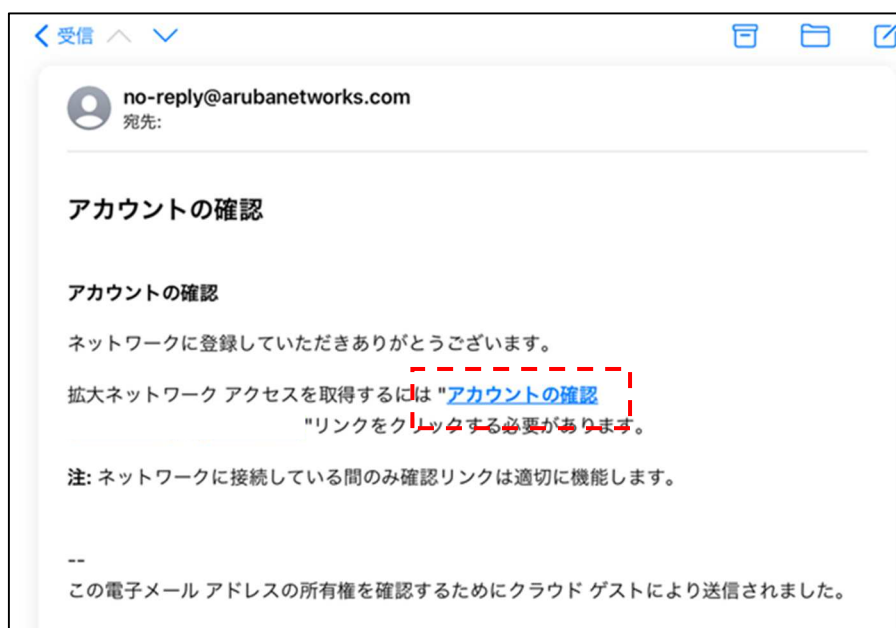 受信
no-reply@arubanetworks.com
宛先:
アカウントの確認
アカウントの確認
ネットワークに登録していただきありがとうございます。
拡大ネットワーク アクセスを取得するには "アカウントの確認
"リンクをクリックする必要があります。
注: ネットワークに接続している間のみ確認リンクは適切に機能します。
--
この電子メール アドレスの所有権を確認するためにクラウド ゲストにより送信されました。